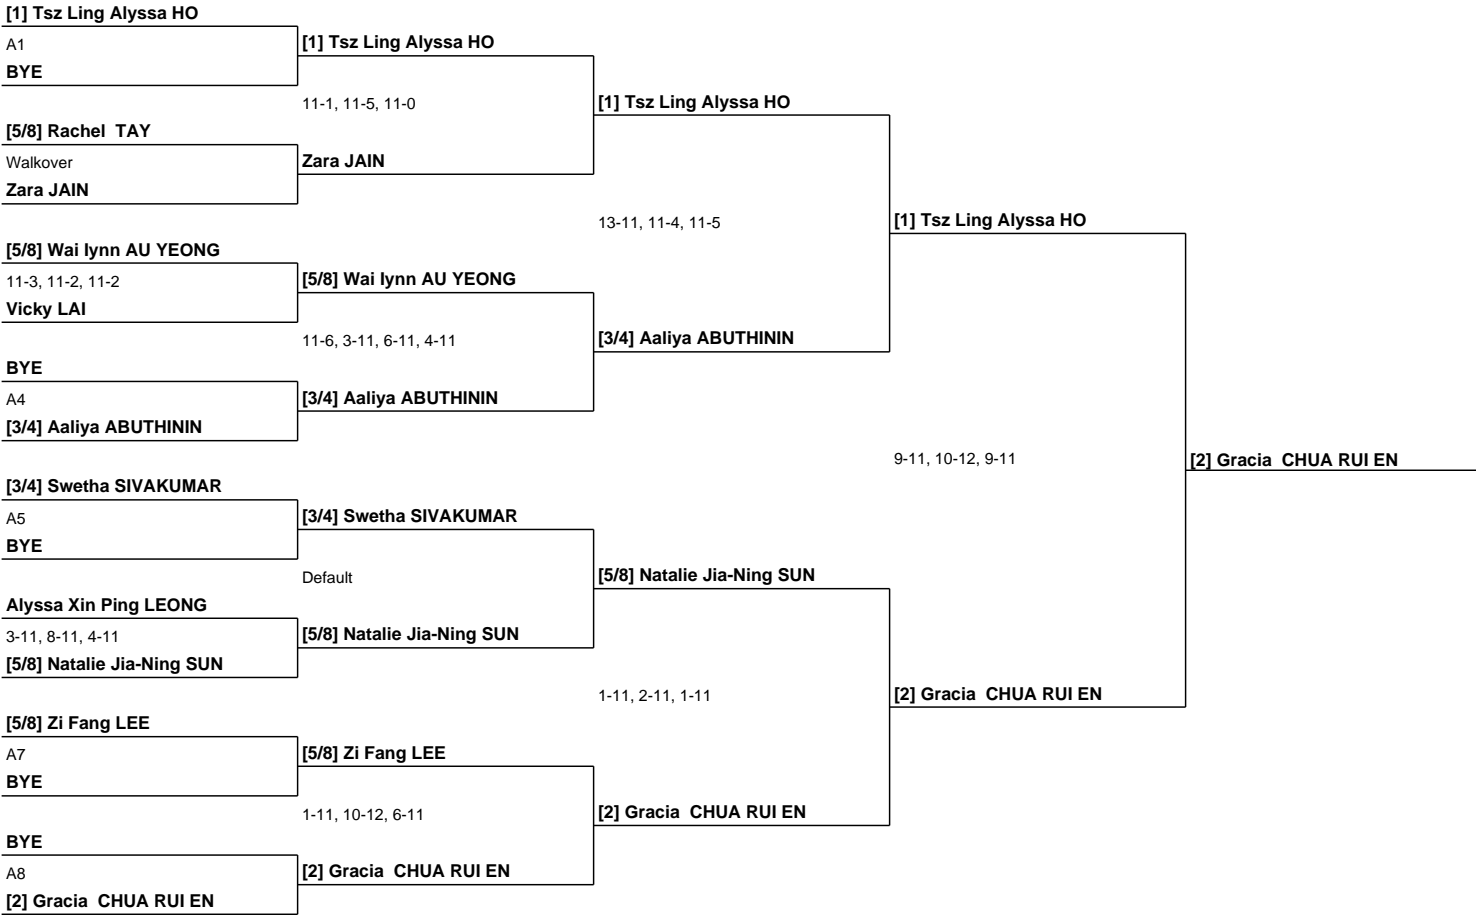 [1] Tsz Ling Alyssa HO
A1
BYE
[5/8] Rachel TAY
Walkover
Zara JAIN
[5/8] Wai Iynn AU YEONG
11-3, 11-2, 11-2
Vicky LAI
BYE
A4
[3/4] Aaliya ABUTHININ
[3/4] Swetha SIVAKUMAR
A5
BYE
Alyssa Xin Ping LEONG
3-11, 8-11, 4-11
[5/8] Natalie Jia-Ning SUN
[5/8] Zi Fang LEE
A7
BYE
BYE
A8
[2] Gracia CHUA RUI EN
[1] Tsz Ling Alyssa HO
11-1, 11-5, 11-0
Zara JAIN
[5/8] Wai Iynn AU YEONG
11-6, 3-11, 6-11, 4-11
[3/4] Aaliya ABUTHININ
[3/4] Swetha SIVAKUMAR
Default
[5/8] Natalie Jia-Ning SUN
[5/8] Zi Fang LEE
1-11, 10-12, 6-11
[2] Gracia CHUA RUI EN
[1] Tsz Ling Alyssa HO
13-11, 11-4, 11-5
[3/4] Aaliya ABUTHININ
[5/8] Natalie Jia-Ning SUN
1-11, 2-11, 1-11
[2] Gracia CHUA RUI EN
[1] Tsz Ling Alyssa HO
9-11, 10-12, 9-11
[2] Gracia CHUA RUI EN
[2] Gracia CHUA RUI EN